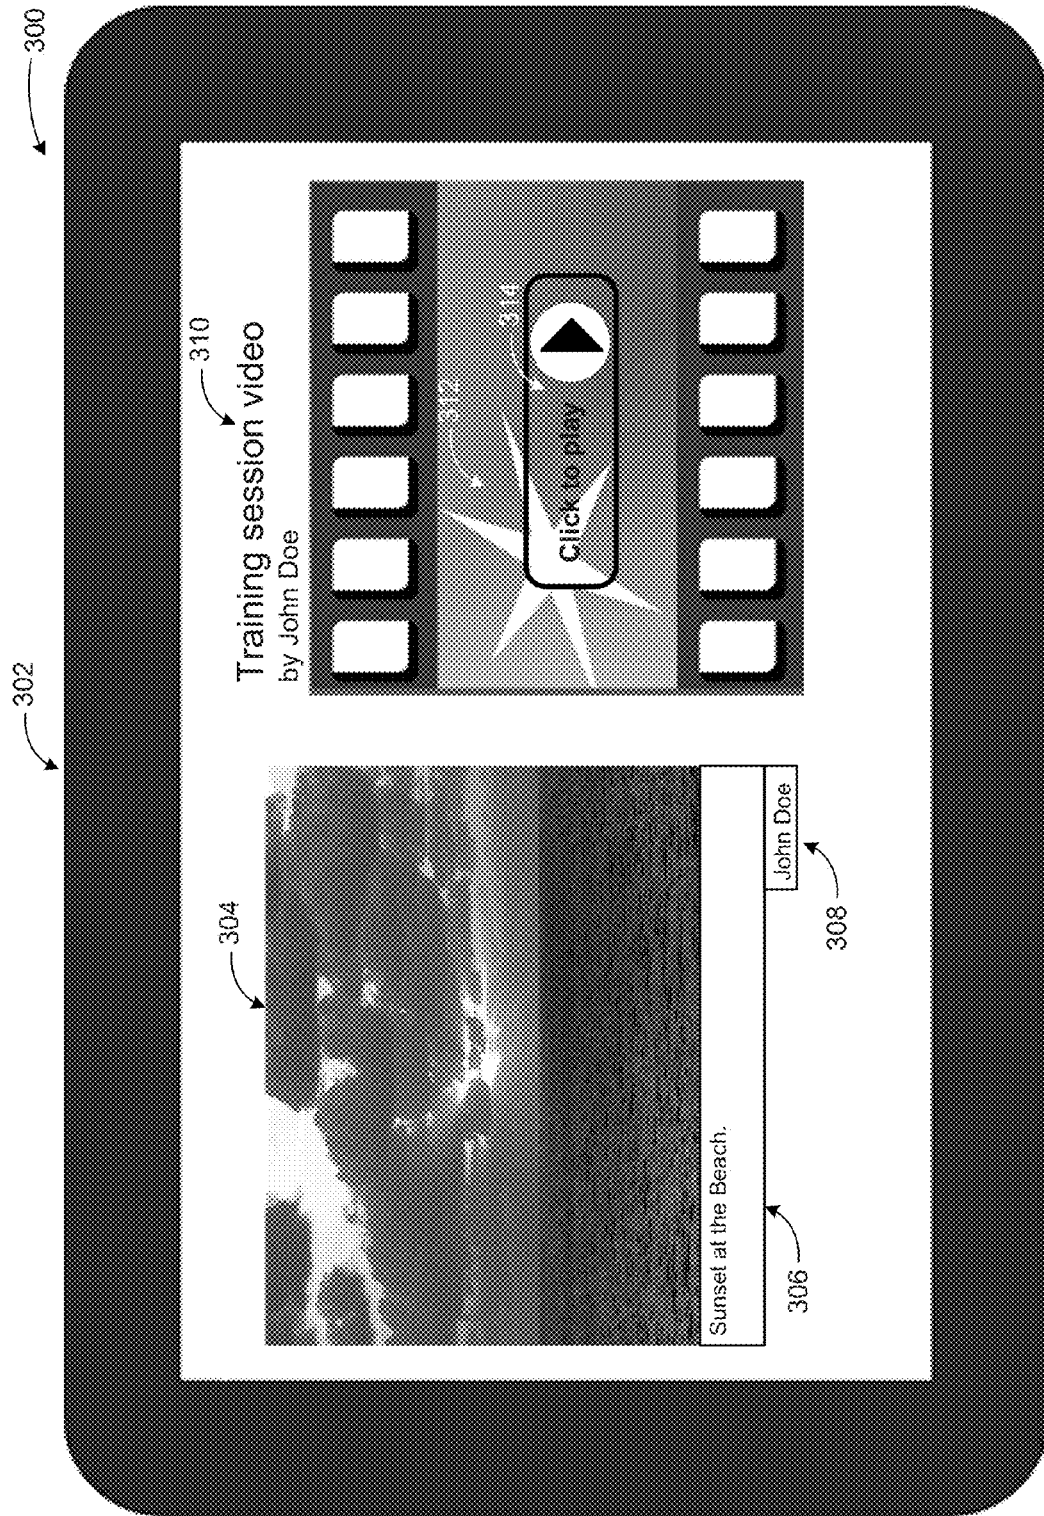 300
302
304
Sunset at the Beach.
306
John Doe
308
310
Training session video
by John Doe
312
314
Click to play